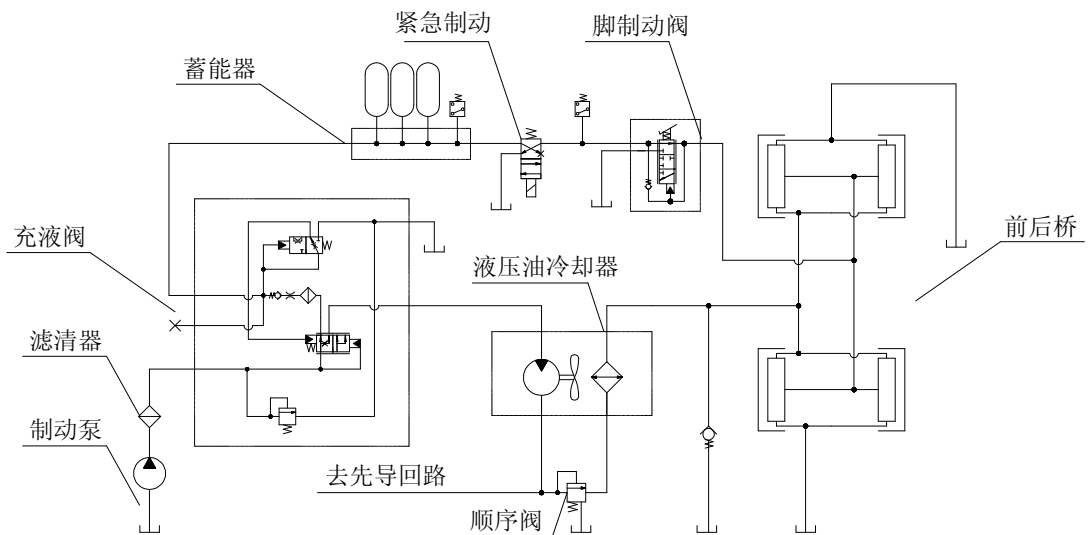 紧急制动
脚制动阀
蓄能器
充液阀
前后桥
液压油冷却器
滤清器
制动泵
去先导回路
顺序阀